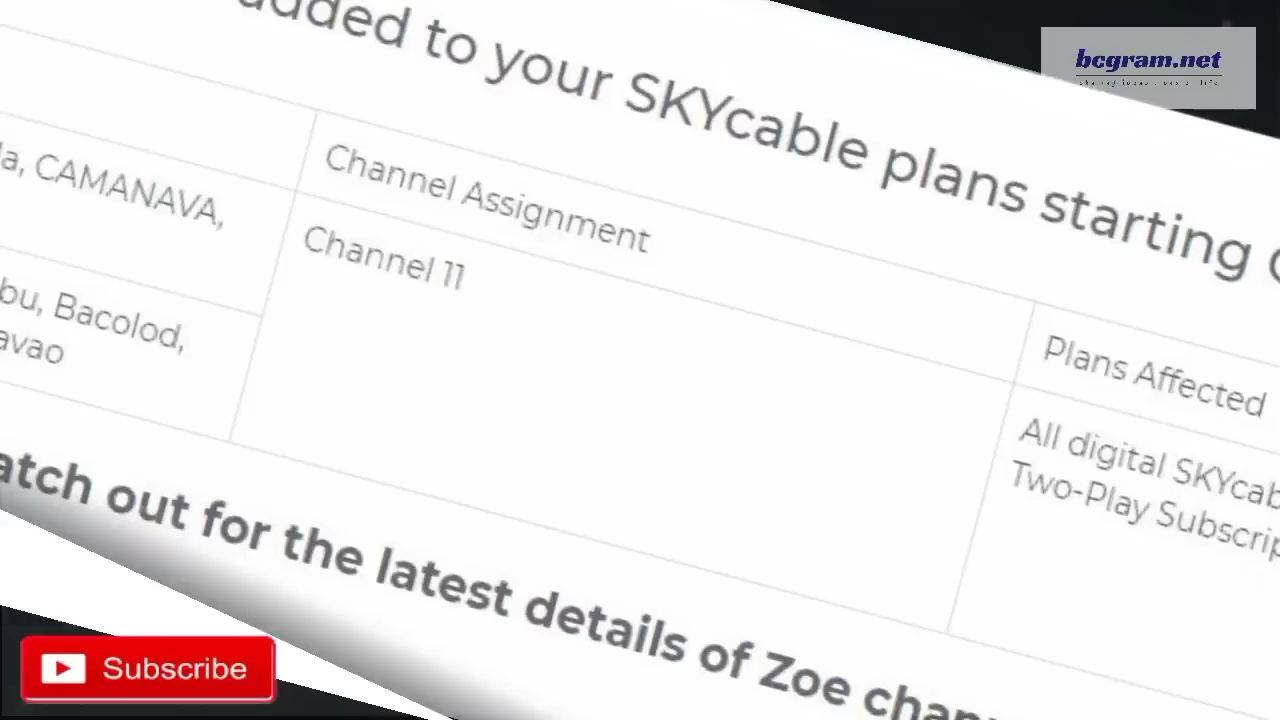 added to your SKYcable plans starting
bcgram.net
Channel Assignment
Plans Affected
CAMANAVA,
Channel 11
All digital SKYcab
Two-Play Subscrip
bu, Bacolod,
avao
atch out for the latest details of Zoe chan
Subscribe